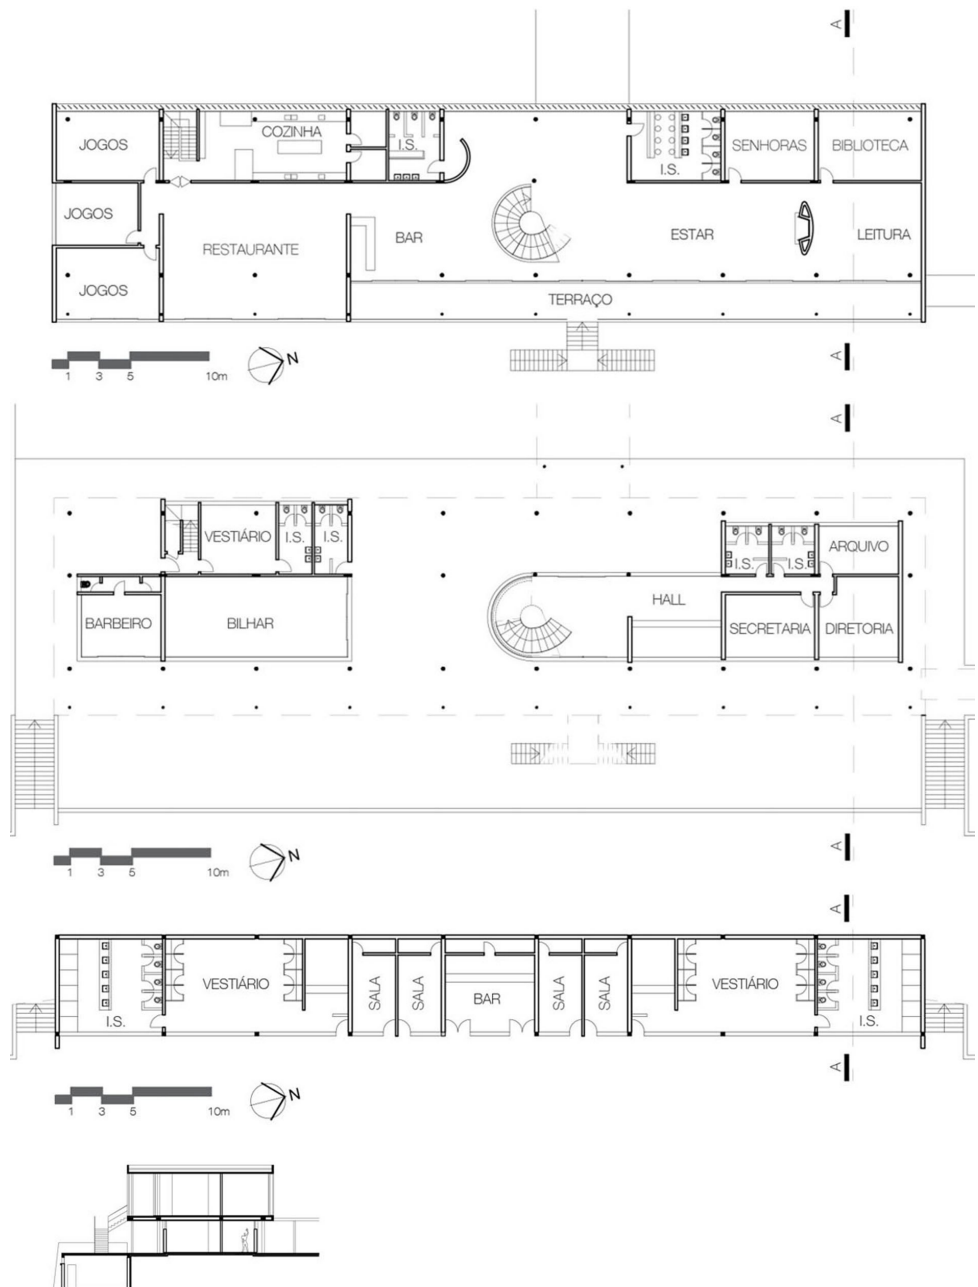 A
JOGOS
COZINHA
I.S.
I.S.
SENHORAS
BIBLIOTECA
JOGOS
RESTAURANTE
BAR
ESTAR
LEITURA
JOGOS
TERRAÇO
1 3 5 10m
N
A
A
VESTIÁRIO
I.S.
I.S.
I.S.
I.S.
ARQUIVO
BARBEIRO
BILHAR
HALL
SECRETARIA
DIRETORIA
1 3 5 10m
N
A
A
I.S.
VESTIÁRIO
SALA
SALA
BAR
SALA
SALA
VESTIÁRIO
I.S.
1 3 5 10m
N
A